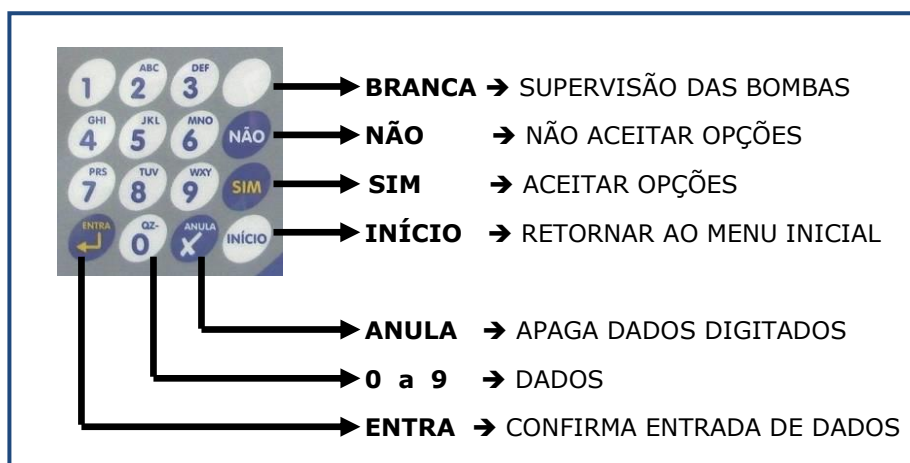 ABC DEF
1 2 3
GHI JKL MNO
4 5 6 NÃO
PRS TUV WXY
7 8 9 SIM
ENTRA QZ- ANULA
0 INÍCIO
BRANCA → SUPERVISÃO DAS BOMBAS
NÃO → NÃO ACEITAR OPÇÕES
SIM → ACEITAR OPÇÕES
INÍCIO → RETORNAR AO MENU INICIAL
ANULA → APAGA DADOS DIGITADOS
0 a 9 → DADOS
ENTRA → CONFIRMA ENTRADA DE DADOS